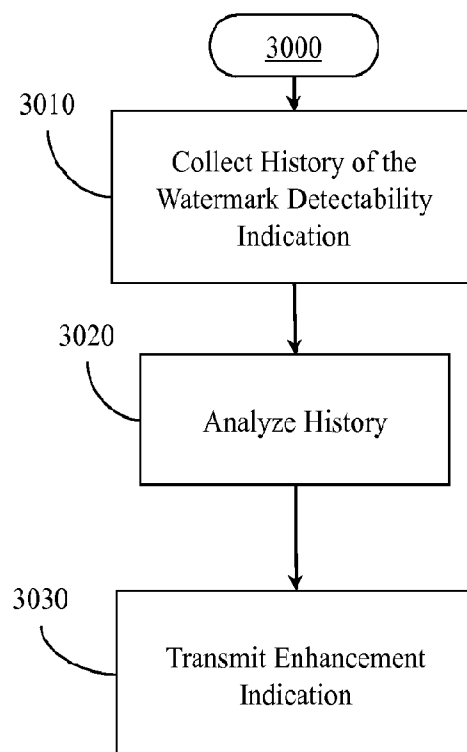 3000
3010
Collect History of the
Watermark Detectability
Indication
3020
Analyze History
3030
Transmit Enhancement
Indication